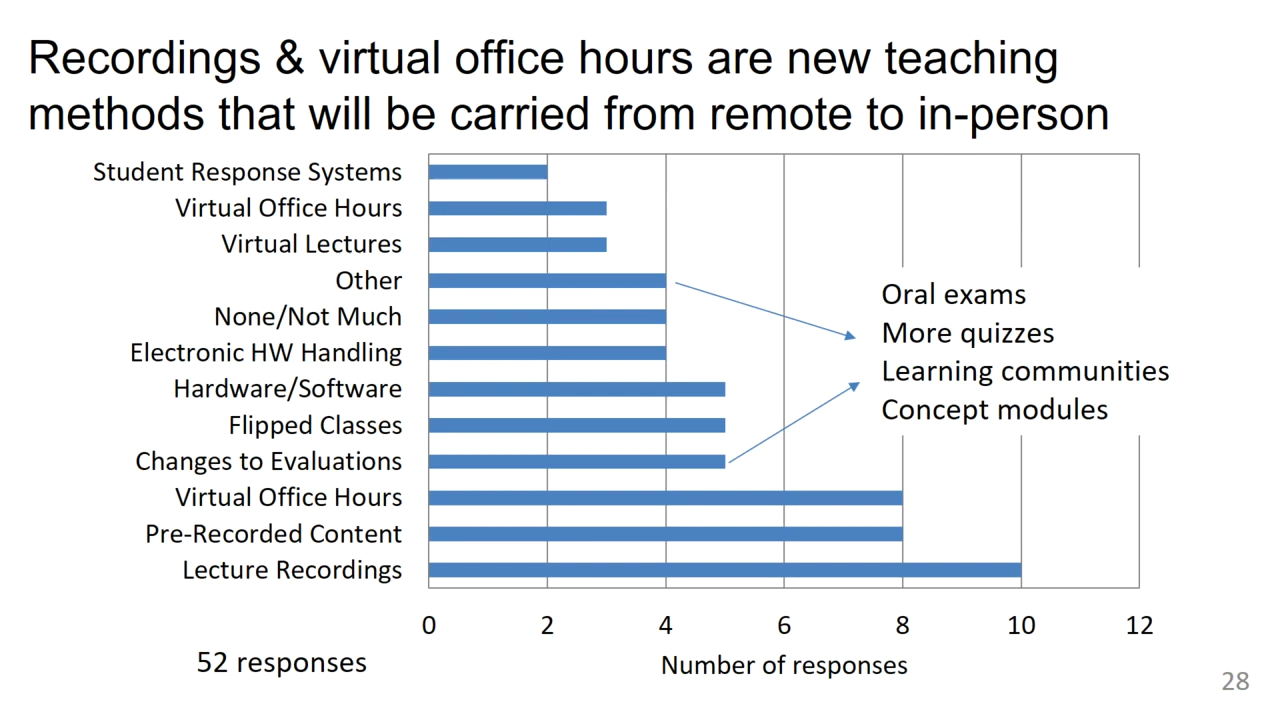 Recordings & virtual office hours are new teaching
methods that will be carried from remote to in-person
Student Response Systems
Virtual Office Hours
Virtual Lectures
Other
None/Not Much
Electronic HW Handling
Hardware/Software
Flipped Classes
Changes to Evaluations
Virtual Office Hours
Pre-Recorded Content
Lecture Recordings
Oral exams
More quizzes
Learning communities
Concept modules
0 2 4 6 8 10 12
52 responses
Number of responses
28